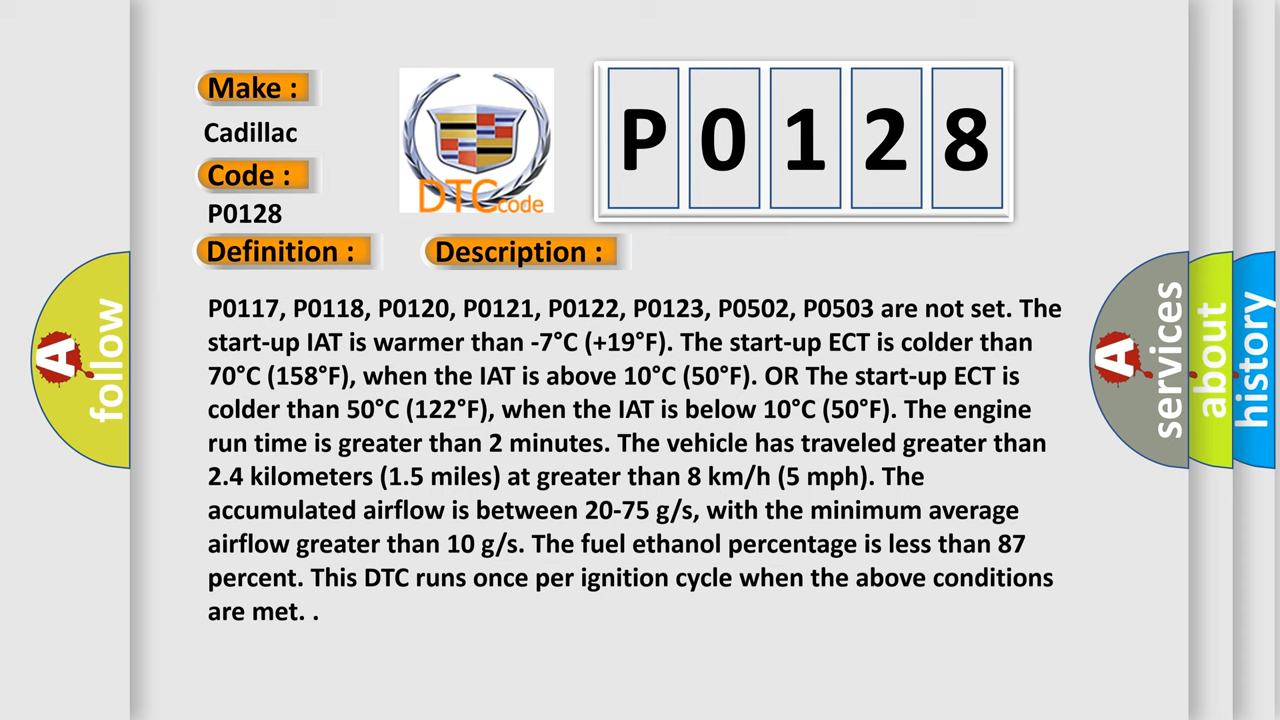 Make :
Cadillac
Code :
P0128
Definition :
Description :
DTC code
P 0 1 2 8
P0117, P0118, P0120, P0121, P0122, P0123, P0502, P0503 are not set. The
start-up IAT is warmer than -7°C (+19°F). The start-up ECT is colder than
70°C (158°F), when the IAT is above 10°C (50°F). OR The start-up ECT is
colder than 50°C (122°F), when the IAT is below 10°C (50°F). The engine
run time is greater than 2 minutes. The vehicle has traveled greater than
2.4 kilometers (1.5 miles) at greater than 8 km/h (5 mph). The
accumulated airflow is between 20-75 g/s, with the minimum average
airflow greater than 10 g/s. The fuel ethanol percentage is less than 87
percent. This DTC runs once per ignition cycle when the above conditions
are met. .
A follow
A services
about
history